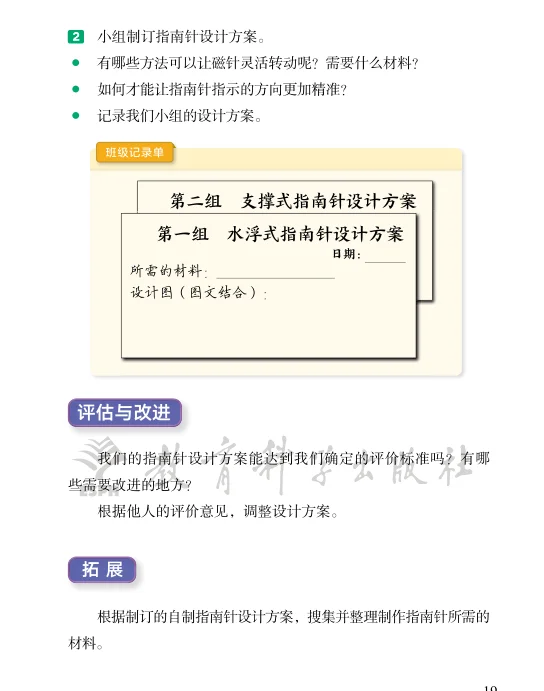 2 小组制订指南针设计方案。
● 有哪些方法可以让磁针灵活转动呢？需要什么材料？
● 如何才能让指南针指示的方向更加精准？
● 记录我们小组的设计方案。
班级记录单
第二组 支撑式指南针设计方案
第一组 水浮式指南针设计方案
日期：
所需的材料：
设计图（图文结合）：
评估与改进
我们的指南针设计方案能达到我们确定的评价标准吗？有哪
些需要改进的地方？
教育科学出版社
根据他人的评价意见，调整设计方案。
拓展
根据制订的自制指南针设计方案，搜集并整理制作指南针所需的
材料。